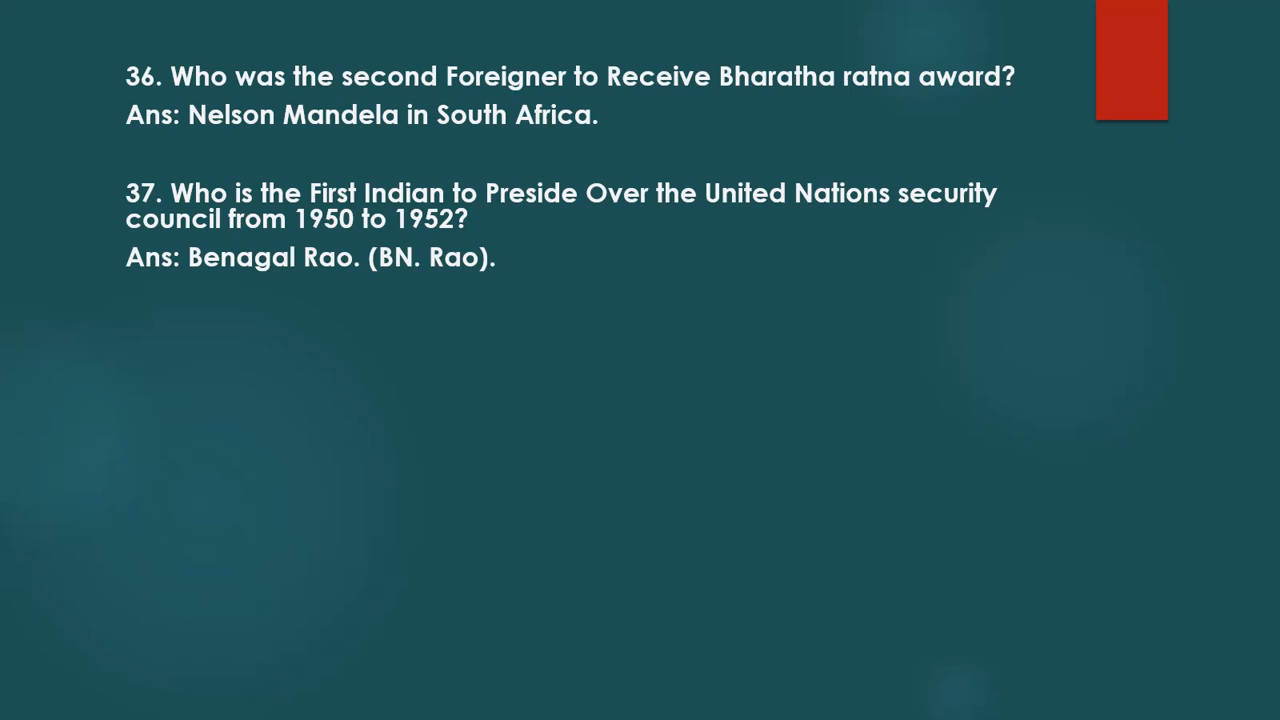 36. Who was the second Foreigner to Receive Bharatha ratna award?
Ans: Nelson Mandela in South Africa.
37. Who is the First Indian to Preside Over the United Nations security
council from 1950 to 1952?
Ans: Benagal Rao. (BN. Rao).